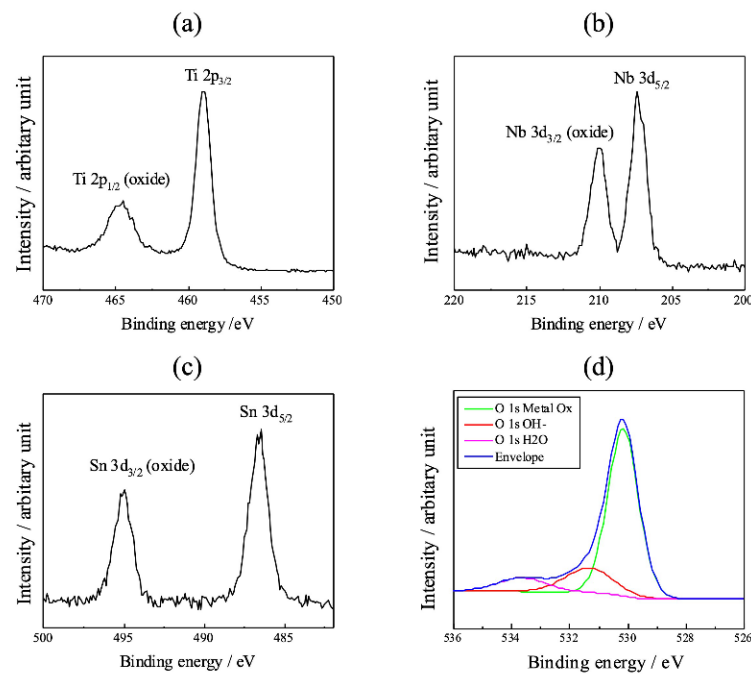 (a)
Intensity / arbitary unit
Ti 2p3/2
Ti 2p1/2 (oxide)
470 465 460 455 450
Binding energy /eV
(b)
Intensity / arbitary unit
Nb 3d5/2
Nb 3d3/2 (oxide)
220 215 210 205 200
Binding energy / eV
(c)
Intensity / arbitary unit
Sn 3d5/2
Sn 3d3/2 (oxide)
500 495 490 485
Binding energy / eV
(d)
Intensity / arbitary unit
O 1s Metal Ox
O 1s OH-
O 1s H2O
Envelope
536 534 532 530 528 526
Binding energy / eV